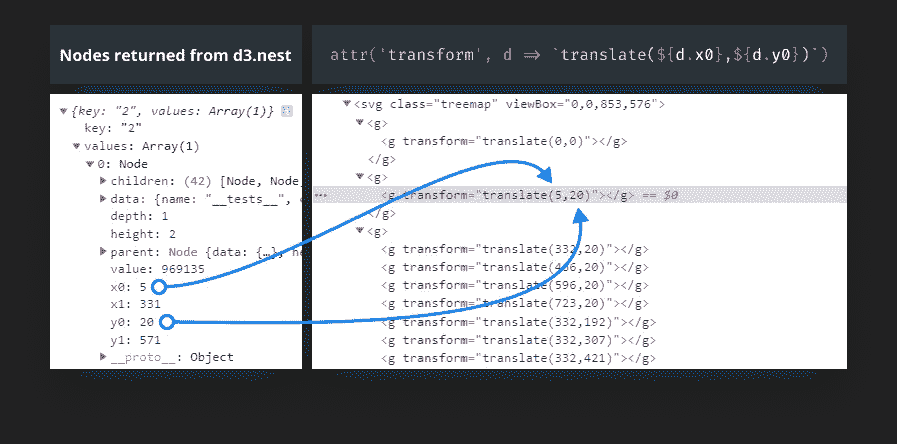 Nodes returned from d3.nest
▼{key: "2", values: Array(1)}
key: "2"
▼values: Array(1)
▼0: Node
▶children: (42) [Node, Node,
▶data: {name: "__tests__",
depth: 1
height: 2
▶parent: Node {data: {…},
value: 969135
x0: 5
x1: 331
y0: 20
y1: 571
▶__proto__: Object
attr('transform', d => `translate(${d.x0},${d.y0})`)
▼<svg class="treemap" viewBox="0,0,853,576">
▼<g>
<g transform="translate(0,0)"></g>
</g>
▼<g>
<g transform="translate(5,20)"></g> == $0
</g>
▼<g>
<g transform="translate(332,20)"></g>
<g transform="translate(466,20)"></g>
<g transform="translate(596,20)"></g>
<g transform="translate(723,20)"></g>
<g transform="translate(332,192)"></g>
<g transform="translate(332,307)"></g>
<g transform="translate(332,421)"></g>